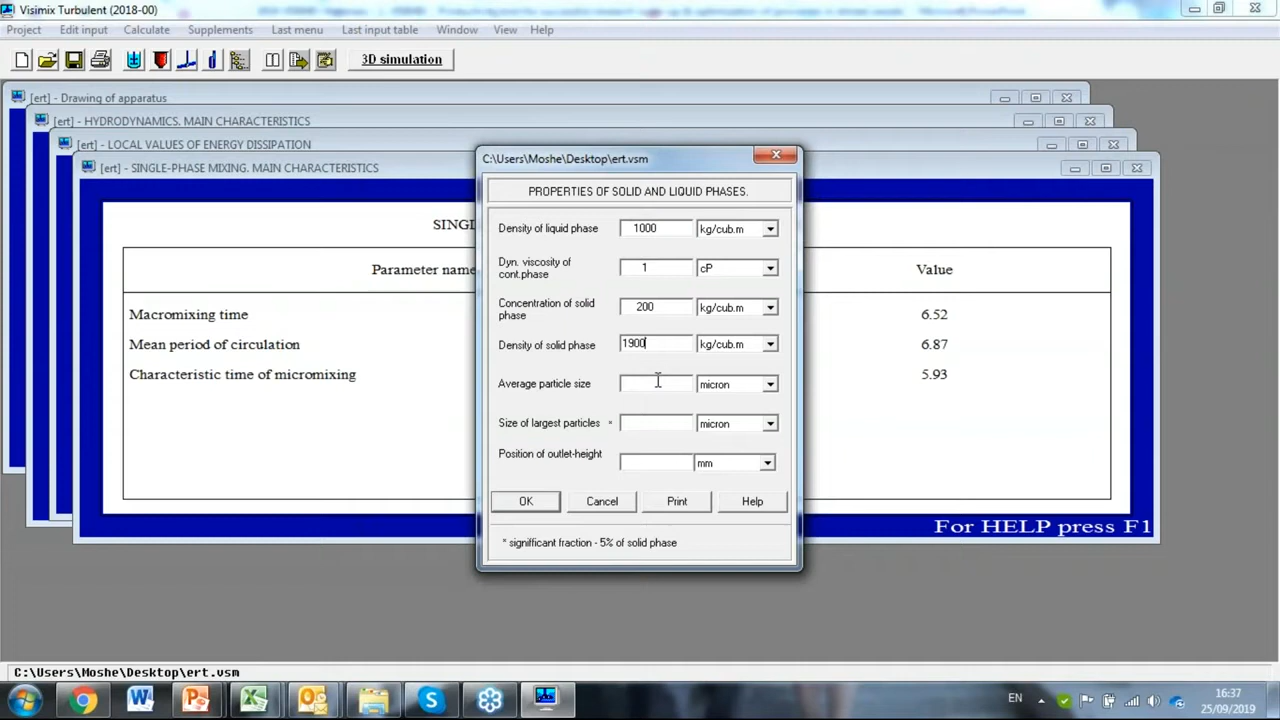 Visimix Turbulent (2018-00)
Project Edit input Calculate Supplements Last menu Last input table Window View Help
3D simulation
[ert] - Drawing of apparatus
[ert] - HYDRODYNAMICS. MAIN CHARACTERISTICS
[ert] - LOCAL VALUES OF ENERGY DISSIPATION
[ert] - SINGLE-PHASE MIXING. MAIN CHARACTERISTICS
SING
Parameter name
Value
Macromixing time 6.52
Mean period of circulation 6.87
Characteristic time of micromixing 5.93
For HELP press F1
C:\Users\Moshe\Desktop\ert.vsm
PROPERTIES OF SOLID AND LIQUID PHASES.
Density of liquid phase 1000 kg/cub.m
Dyn. viscosity of
cont.phase 1 cP
Concentration of solid
phase 200 kg/cub.m
Density of solid phase 1900 kg/cub.m
Average particle size micron
Size of largest particles * micron
Position of outlet-height mm
OK Cancel Print Help
* significant fraction - 5% of solid phase
C:\Users\Moshe\Desktop\ert.vsm
EN
16:37
25/09/2019